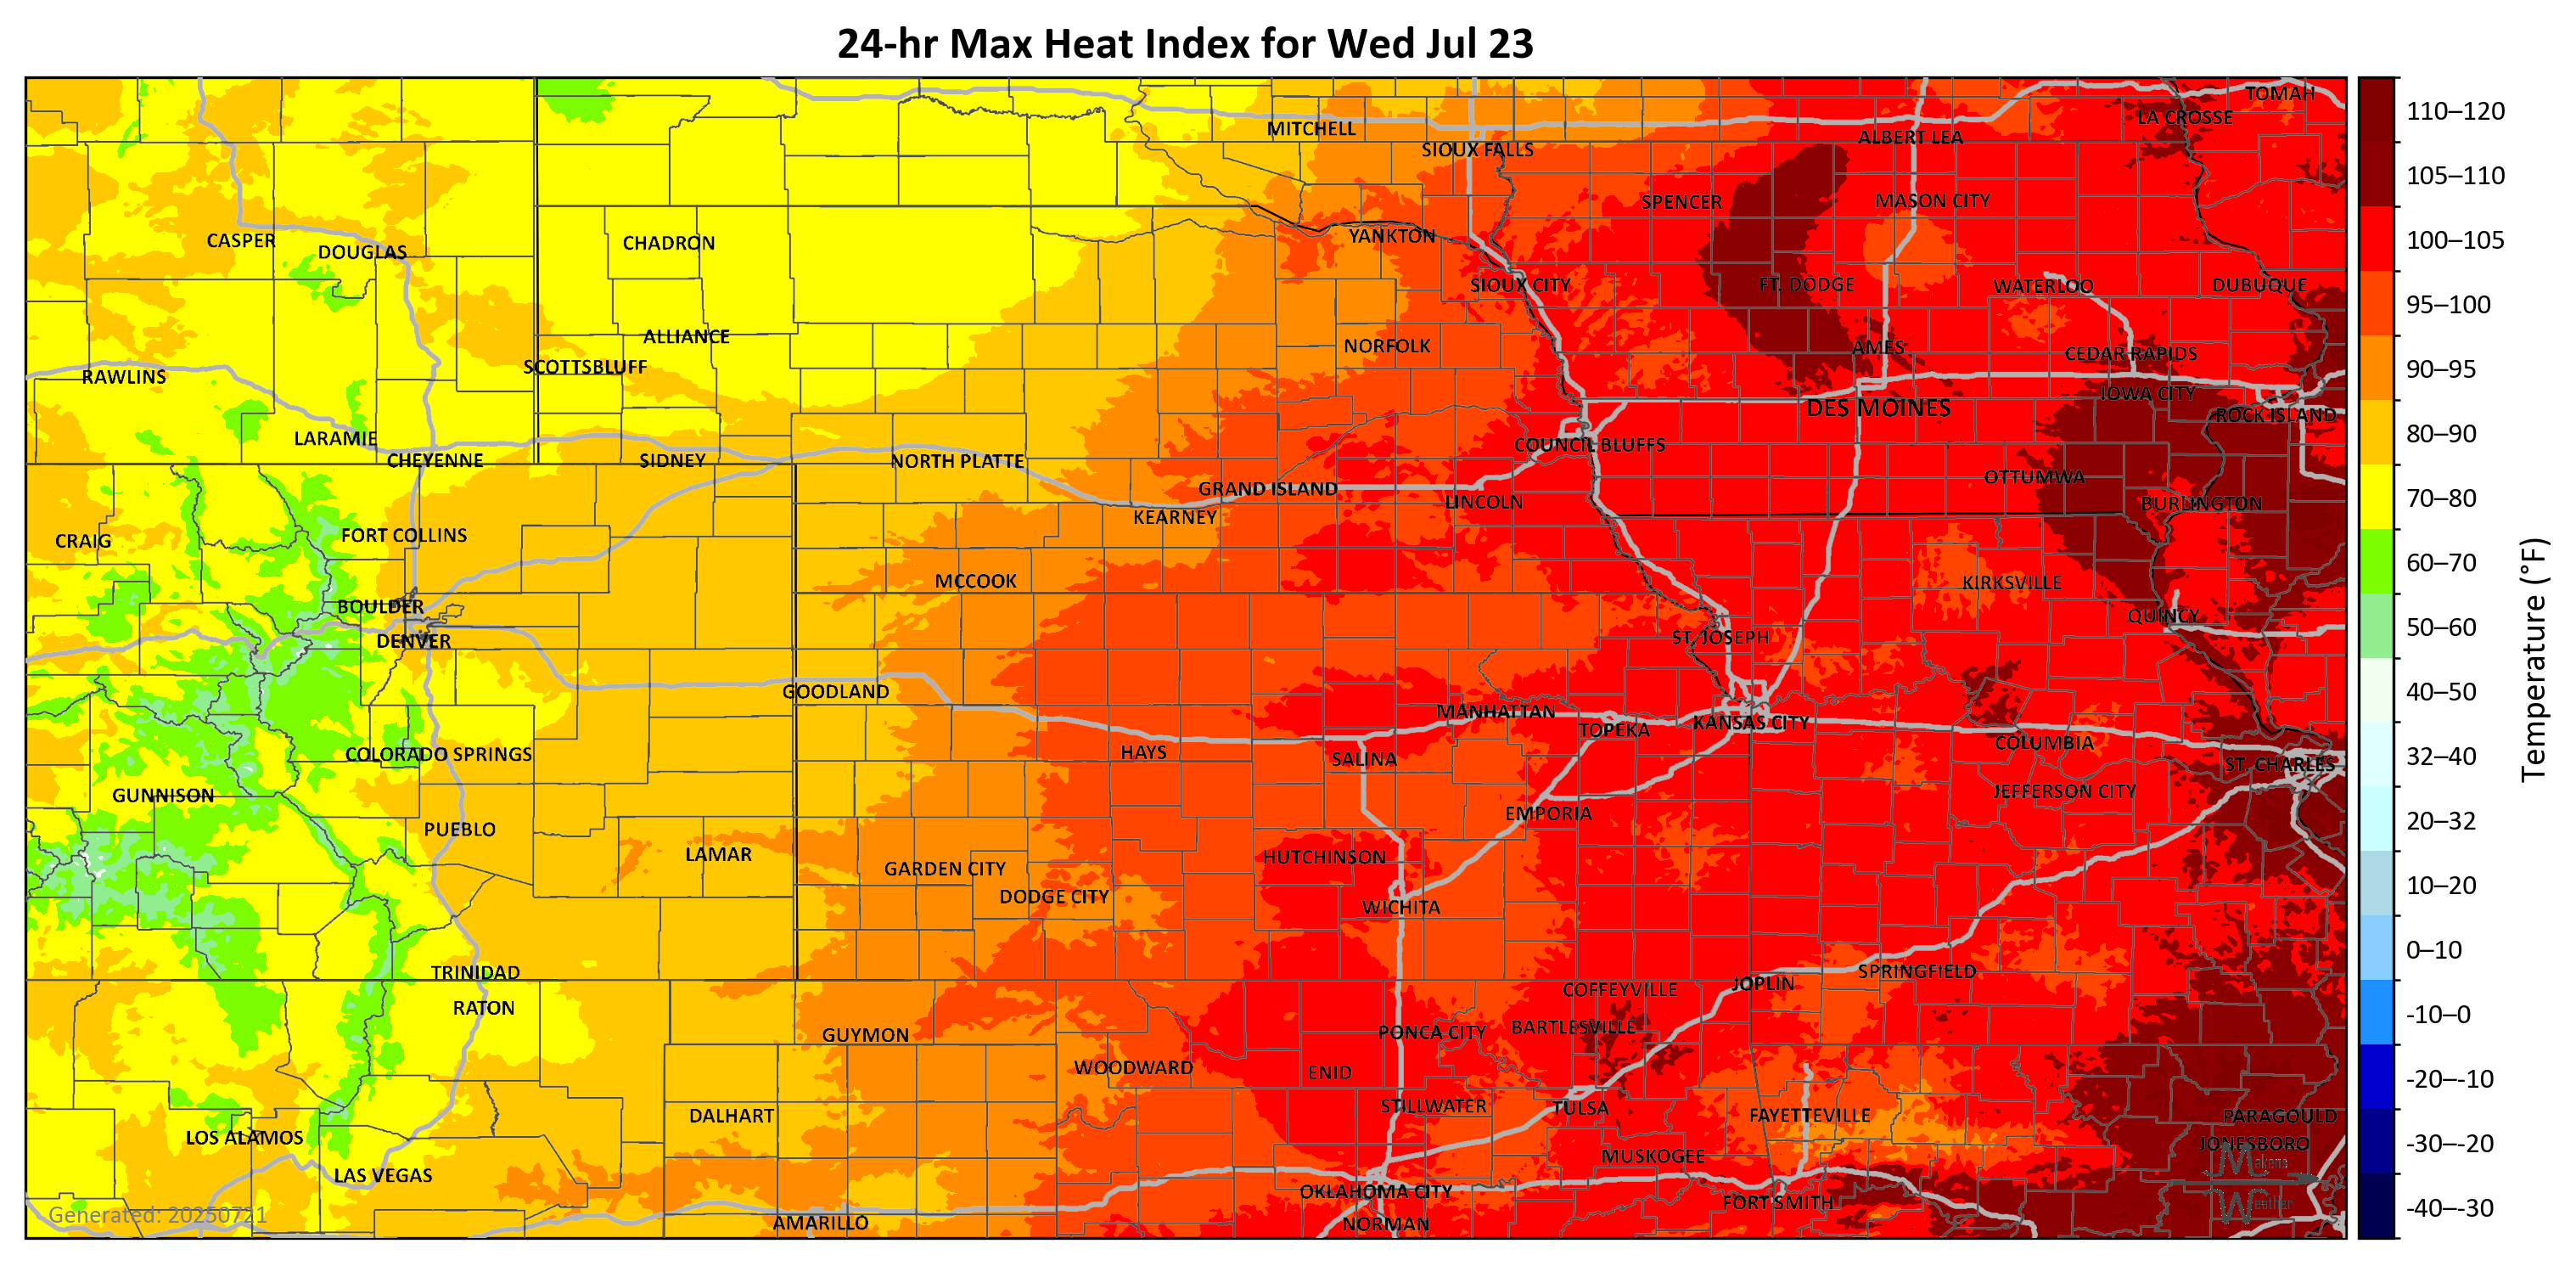 24-hr Max Heat Index for Wed Jul 23
TOMAH
LA CROSSE
MITCHELL
ALBERT LEA
SIOUX FALLS
SPENCER
MASON CITY
YANKTON
CASPER
CHADRON
DOUGLAS
SIOUX CITY
FT. DODGE
WATERLOO
DUBUQUE
ALLIANCE
NORFOLK
AMES
CEDAR RAPIDS
SCOTTSBLUFF
RAWLINS
IOWA CITY
DES MOINES
ROCK ISLAND
LARAMIE
COUNCIL BLUFFS
CHEYENNE
SIDNEY
NORTH PLATTE
OTTUMWA
GRAND ISLAND
LINCOLN
BURLINGTON
KEARNEY
FORT COLLINS
CRAIG
MCCOOK
KIRKSVILLE
BOULDER
QUINCY
DENVER
ST. JOSEPH
GOODLAND
MANHATTAN
KANSAS CITY
TOPEKA
COLUMBIA
COLORADO SPRINGS
HAYS
SALINA
ST. CHARLES
GUNNISON
JEFFERSON CITY
EMPORIA
PUEBLO
LAMAR
HUTCHINSON
GARDEN CITY
DODGE CITY
WICHITA
TRINIDAD
SPRINGFIELD
JOPLIN
COFFEYVILLE
RATON
GUYMON
PONCA CITY
BARTLESVILLE
WOODWARD
ENID
STILLWATER
TULSA
DALHART
FAYETTEVILLE
PARAGOULD
LOS ALAMOS
JONESBORO
MUSKOGEE
LAS VEGAS
OKLAHOMA CITY
FORT SMITH
AMARILLO
NORMAN
Makens
Weather
Generated: 20250721
110–120
105–110
100–105
95–100
90–95
80–90
70–80
60–70
50–60
40–50
32–40
20–32
10–20
0–10
-10–0
-20–-10
-30–-20
-40–-30
Temperature (°F)